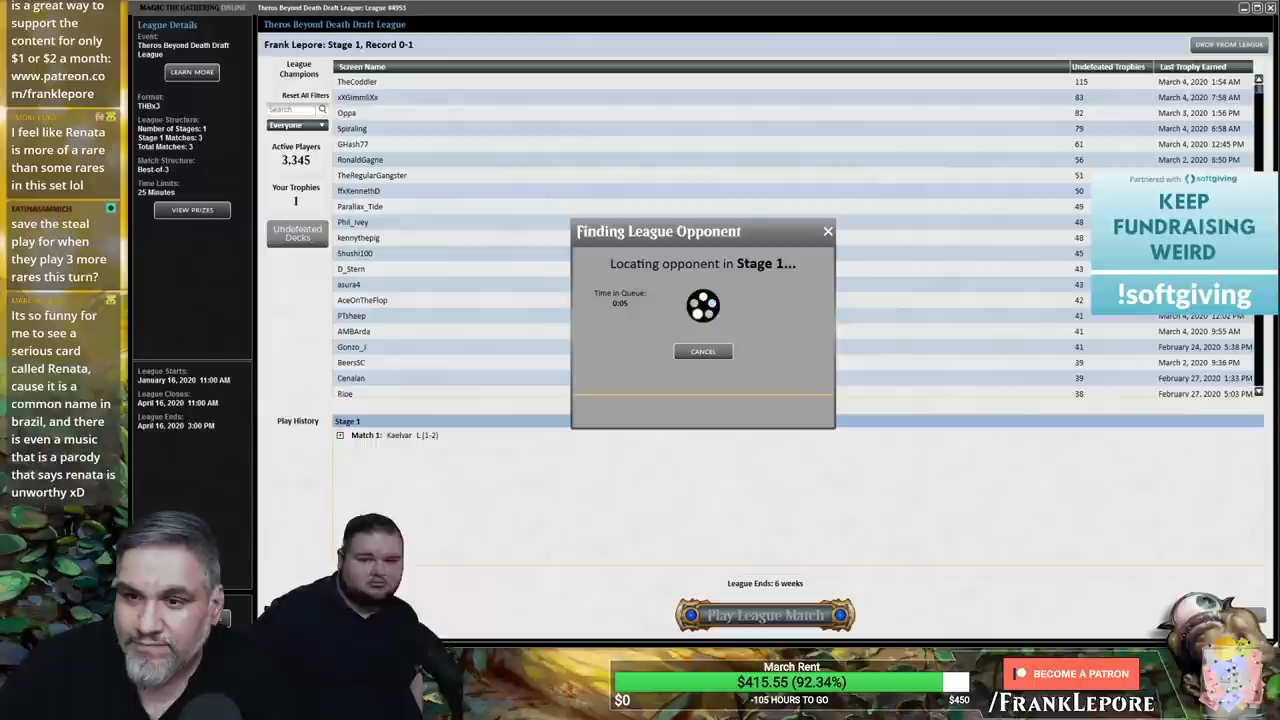 is a great way to
support the
content for only
$1 or $2 a month:
www.patreon.co
m/franklepore
I feel like Renata
is more of a rare
than some rares
in this set lol
EATINASAMMICH
save the steal
play for when
they play 3 more
rares this turn?
Its so funny for
me to see a
serious card
called Renata,
cause it is a
common name in
brazil, and there
is even a music
that is a parody
that says renata is
unworthy xD
MAGIC THE GATHERING ONLINE
Theros Beyond Death Draft League: League #4953
League Details
Event:
Theros Beyond Death Draft
League
LEARN MORE
Format:
THBx3
League Structure:
Number of Stages: 1
Stage 1 Matches: 3
Total Matches: 3
Match Structure:
Best-of-3
Time Limits:
25 Minutes
VIEW PRIZES
League Starts:
January 16, 2020 11:00 AM
League Closes:
April 16, 2020 11:00 AM
League Ends:
April 16, 2020 3:00 PM
Theros Beyond Death Draft League
Frank Lepore: Stage 1, Record 0-1
DROP FROM LEAGUE
League
Champions
Reset All Filters
Search
Everyone
Active Players
3,345
Your Trophies
1
Undefeated
Decks
Screen Name Undefeated Trophies Last Trophy Earned
TheCoddler 115 March 4, 2020 1:54 AM
xXGimmliXx 83 March 4, 2020 7:58 AM
Oppa 82 March 3, 2020 1:56 PM
Spiraling 79 March 4, 2020 6:58 AM
GHash77 61 March 4, 2020 12:45 PM
RonaldGagne 56 March 2, 2020 8:50 PM
TheRegularGangster 51
ffxKennethD 50
Parallax_Tide 49
Phil_Ivey 48
kennythepig 48
Shushi100 45
D_Stern 43
asura4 43
AceOnTheFlop 42
PTsheep 41 March 4, 2020 12:02 PM
AMBArda 41 March 4, 2020 9:55 AM
Gonzo_J 41 February 24, 2020 5:38 PM
BeersSC 39 March 2, 2020 9:36 PM
Cenalan 39 February 27, 2020 1:33 PM
Ripe 38 February 27, 2020 5:03 PM
Finding League Opponent
Locating opponent in Stage 1...
Time in Queue:
0:05
CANCEL
Partnered with softgiving
KEEP
FUNDRAISING
WEIRD
!softgiving
Play History
Stage 1
Match 1: Kaelvar L (1-2)
League Ends: 6 weeks
Play League Match
March Rent
$415.55 (92.34%)
$0
-105 HOURS TO GO
$450
BECOME A PATRON
/FRANKLEPORE